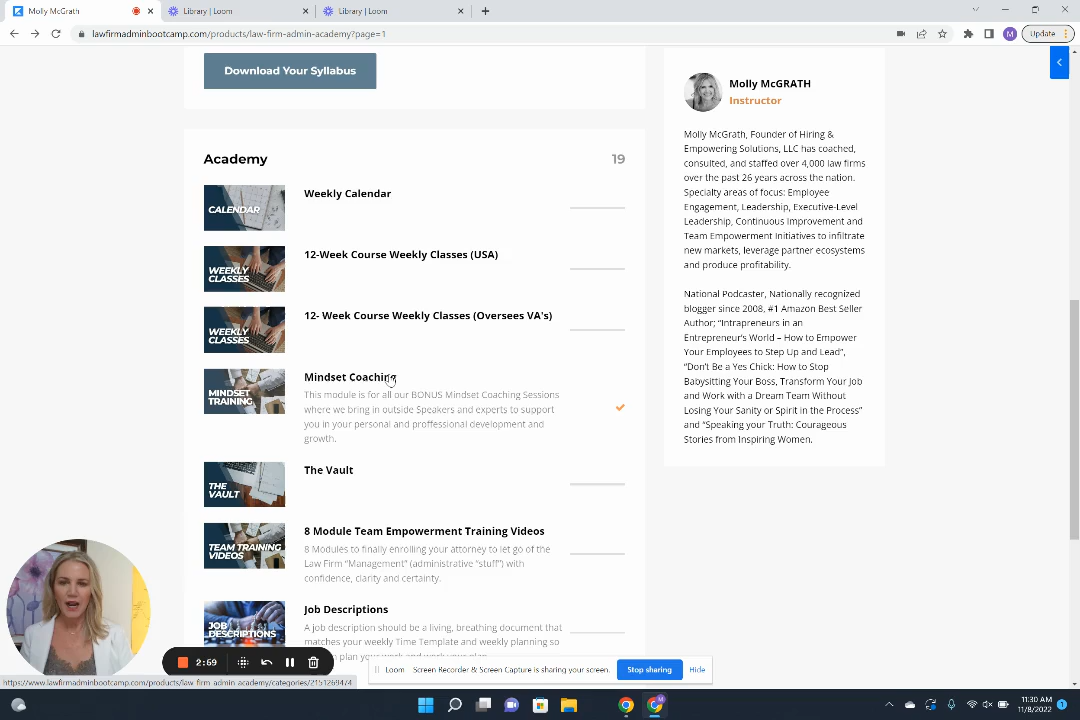 Molly McGrath
Library | Loom
Library | Loom
lawfirmadminbootcamp.com/products/law-firm-admin-academy?page=1
M
Update
Download Your Syllabus
Academy
19
CALENDAR
Weekly Calendar
WEEKLY
CLASSES
12-Week Course Weekly Classes (USA)
WEEKLY
CLASSES
12- Week Course Weekly Classes (Oversees VA's)
MINDSET
TRAINING
Mindset Coaching
This module is for all our BONUS Mindset Coaching Sessions
where we bring in outside Speakers and experts to support
you in your personal and proffessional development and
growth.
THE
VAULT
The Vault
TEAM TRAINING
VIDEOS
8 Module Team Empowerment Training Videos
8 Modules to finally enrolling your attorney to let go of the
Law Firm "Management" (administrative "stuff") with
confidence, clarity and certainty.
JOB
DESCRIPTIONS
Job Descriptions
A job description should be a living, breathing document that
matches your weekly Time Template and weekly planning so
Molly McGRATH
Instructor
Molly McGrath, Founder of Hiring &
Empowering Solutions, LLC has coached,
consulted, and staffed over 4,000 law firms
over the past 26 years across the nation.
Specialty areas of focus: Employee
Engagement, Leadership, Executive-Level
Leadership, Continuous Improvement and
Team Empowerment Initiatives to infiltrate
new markets, leverage partner ecosystems
and produce profitability.
National Podcaster, Nationally recognized
blogger since 2008, #1 Amazon Best Seller
Author; "Intrapreneurs in an
Entrepreneur's World – How to Empower
Your Employees to Step Up and Lead",
"Don't Be a Yes Chick: How to Stop
Babysitting Your Boss, Transform Your Job
and Work with a Dream Team Without
Losing Your Sanity or Spirit in the Process"
and "Speaking your Truth: Courageous
Stories from Inspiring Women.
2:59
Loom Screen Recorder & Screen Capture is sharing your screen.
Stop sharing
Hide
https://www.lawfirmadminbootcamp.com/products/law_firm_admin_academy/categories/2151269474
11:30 AM
11/8/2022
1